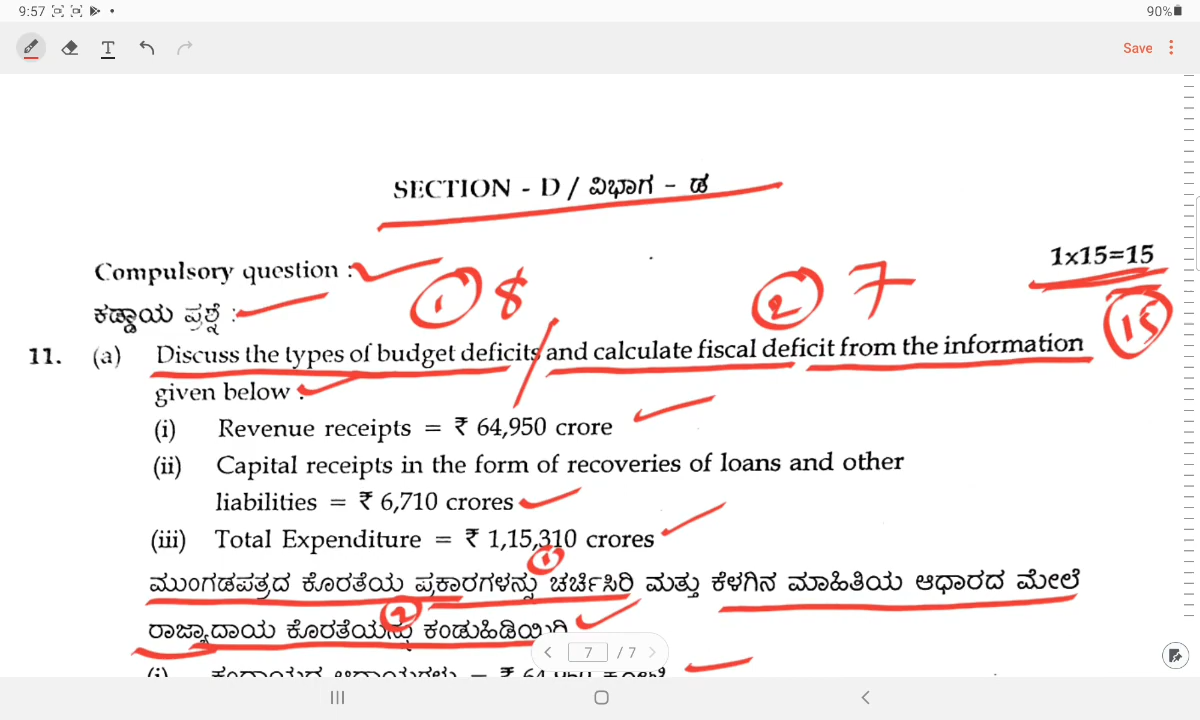 9:57
90%
T
Save
SECTION - D / ವಿಭಾಗ - ಡ
1x15=15
Compulsory question :
ಕಡ್ಡಾಯ ಪ್ರಶ್ನೆ :
1 8
2 7
15
11. (a) Discuss the types of budget deficits and calculate fiscal deficit from the information
given below :
(i) Revenue receipts = ₹ 64,950 crore
(ii) Capital receipts in the form of recoveries of loans and other
liabilities = ₹ 6,710 crores
(iii) Total Expenditure = ₹ 1,15,310 crores
1
ಮುಂಗಡಪತ್ರದ ಕೊರತೆಯ ಪ್ರಕಾರಗಳನ್ನು ಚರ್ಚಿಸಿರಿ ಮತ್ತು ಕೆಳಗಿನ ಮಾಹಿತಿಯ ಆಧಾರದ ಮೇಲೆ
2
ರಾಜ್ಯಾದಾಯ ಕೊರತೆಯನ್ನು ಕಂಡುಹಿಡಿಯಿರಿ
7 / 7